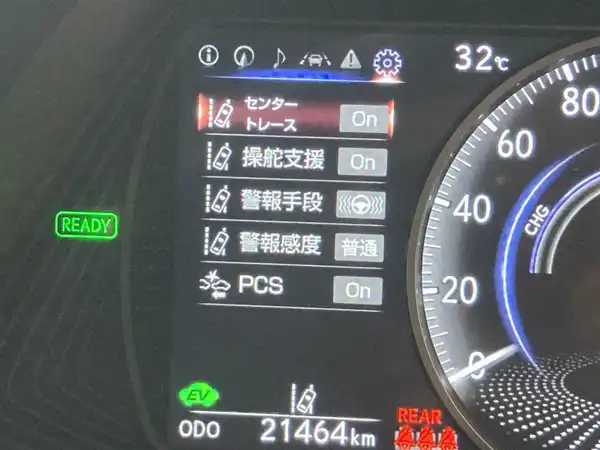 32℃
センター
トレース On
操舵支援 On
警報手段
警報感度 普通
PCS On
READY
80
60
40
20
0
CHG
EV
ODO 21464km
REAR